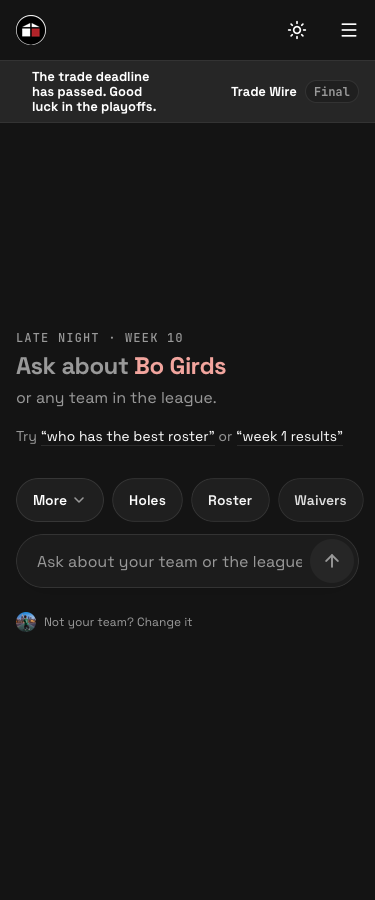 The trade deadline
has passed. Good
luck in the playoffs.
Trade Wire Final
LATE NIGHT · WEEK 10
Ask about Bo Girds
or any team in the league.
Try “who has the best roster” or “week 1 results”
More Holes Roster Waivers
Ask about your team or the league
Not your team? Change it